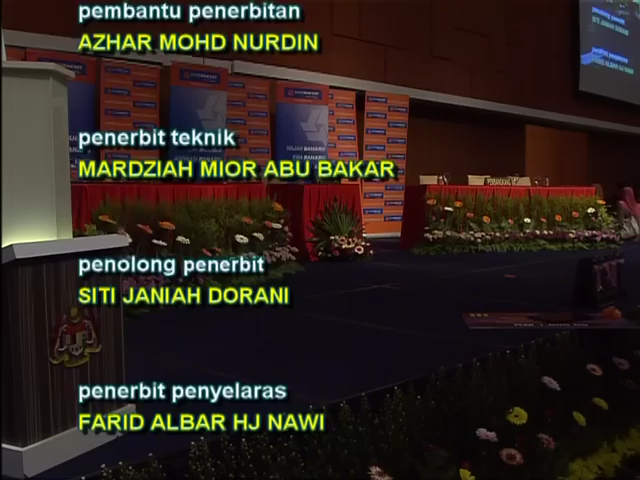 pembantu penerbitan
AZHAR MOHD NURDIN
penerbit teknik
MARDZIAH MIOR ABU BAKAR
penolong penerbit
SITI JANIAH DORANI
penerbit penyelaras
FARID ALBAR HJ NAWI